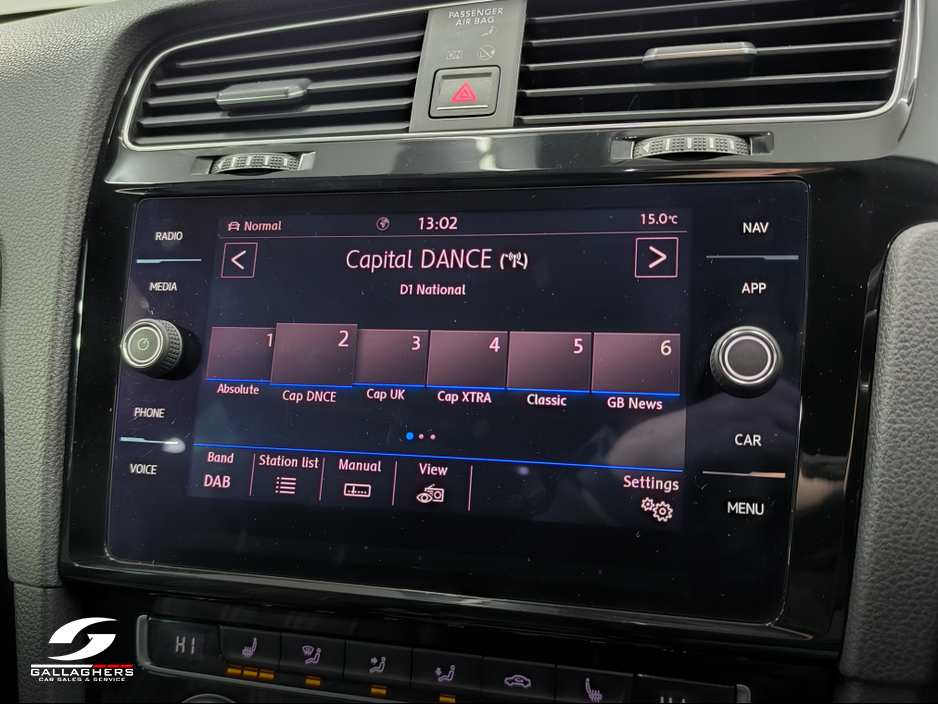 PASSENGER
AIR BAG
ON
RADIO
MEDIA
PHONE
VOICE
Normal
13:02
15.0°C
<
Capital DANCE
>
D1 National
1
2
3
4
5
6
Absolute
Cap DNCE
Cap UK
Cap XTRA
Classic
GB News
Band
DAB
Station list
Manual
View
Settings
NAV
APP
CAR
MENU
HI
GALLAGHERS
CAR SALES & SERVICE